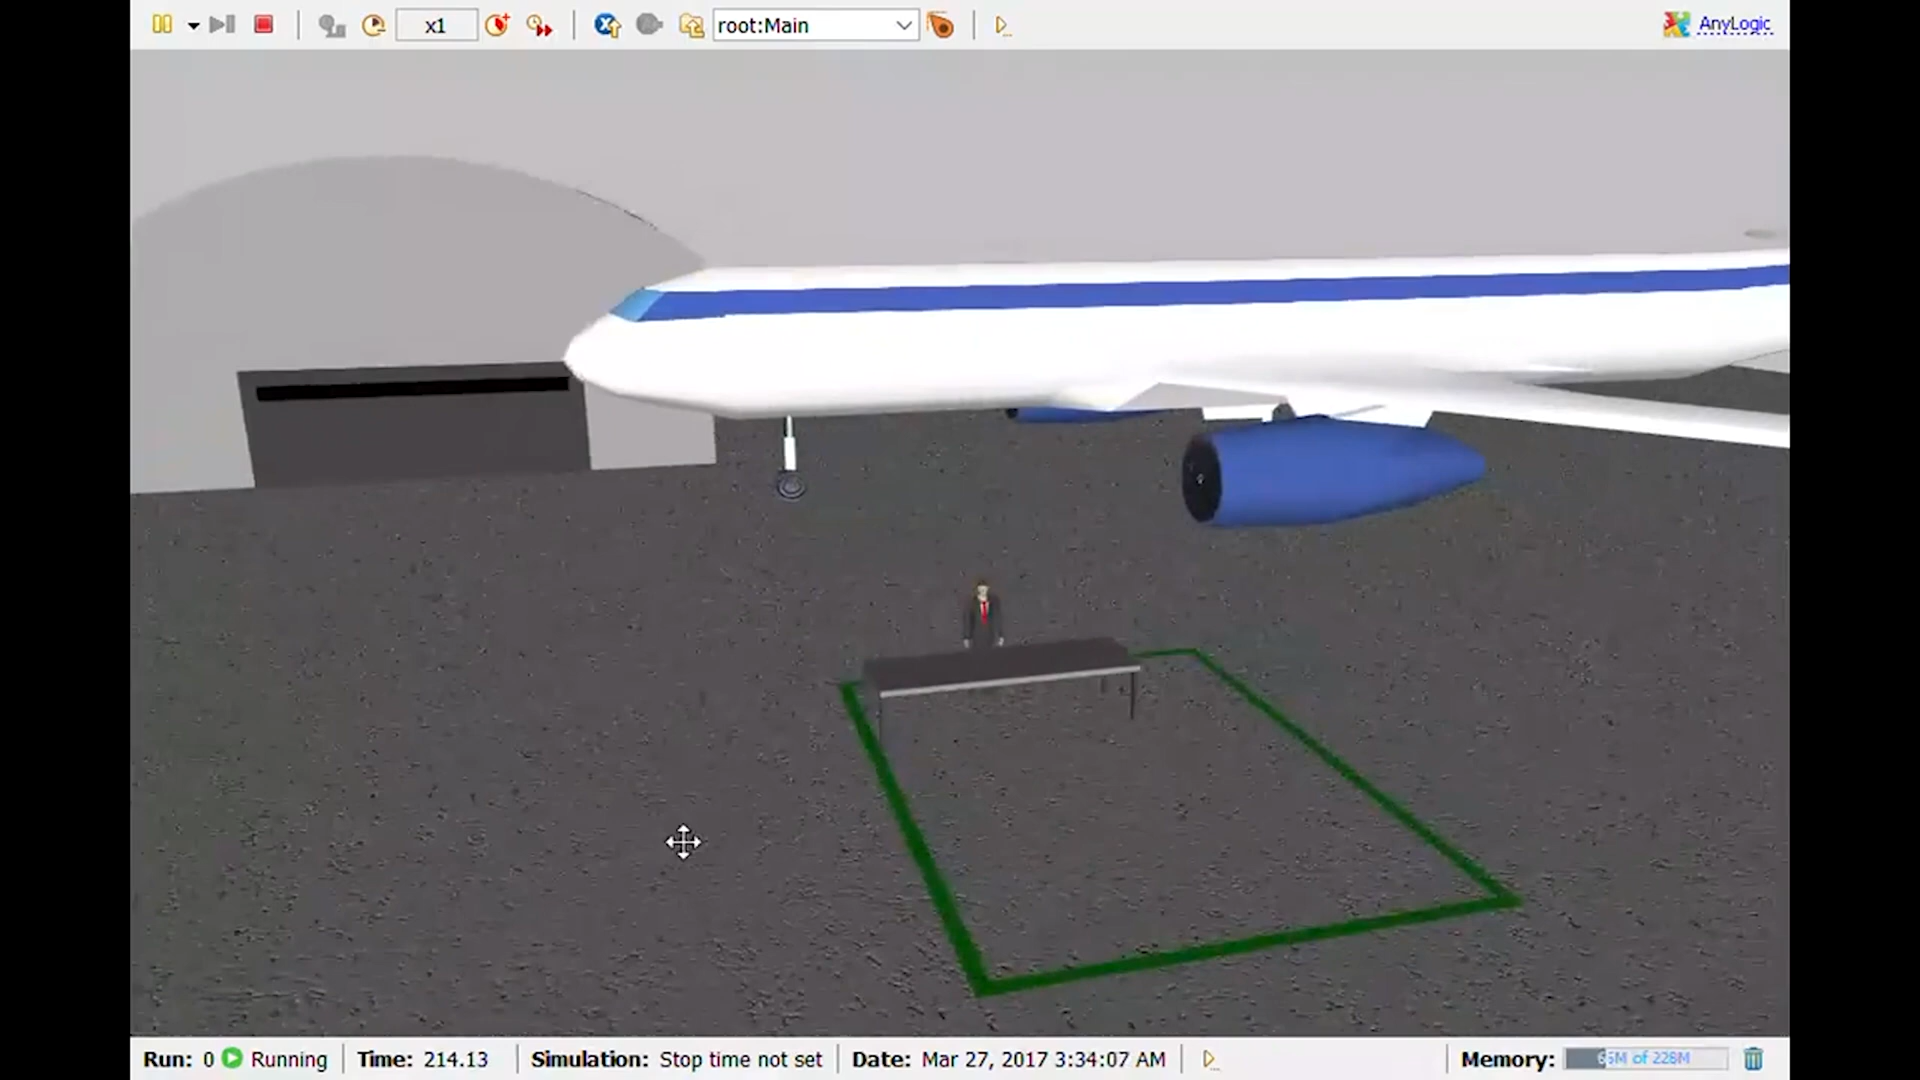 x1 root:Main AnyLogic
Run: 0 Running Time: 214.13 Simulation: Stop time not set Date: Mar 27, 2017 3:34:07 AM Memory: 65M of 228M